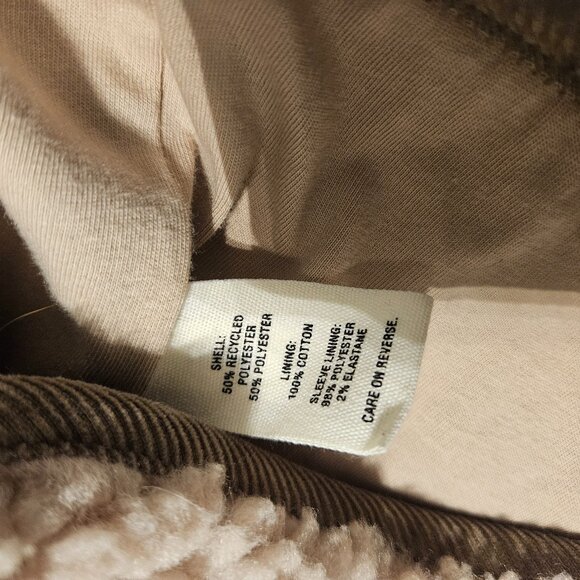 SHELL:
50% RECYCLED
POLYESTER
50% POLYESTER
LINING:
100% COTTON
SLEEVE LINING:
98% POLYESTER
2% ELASTANE
CARE ON REVERSE.